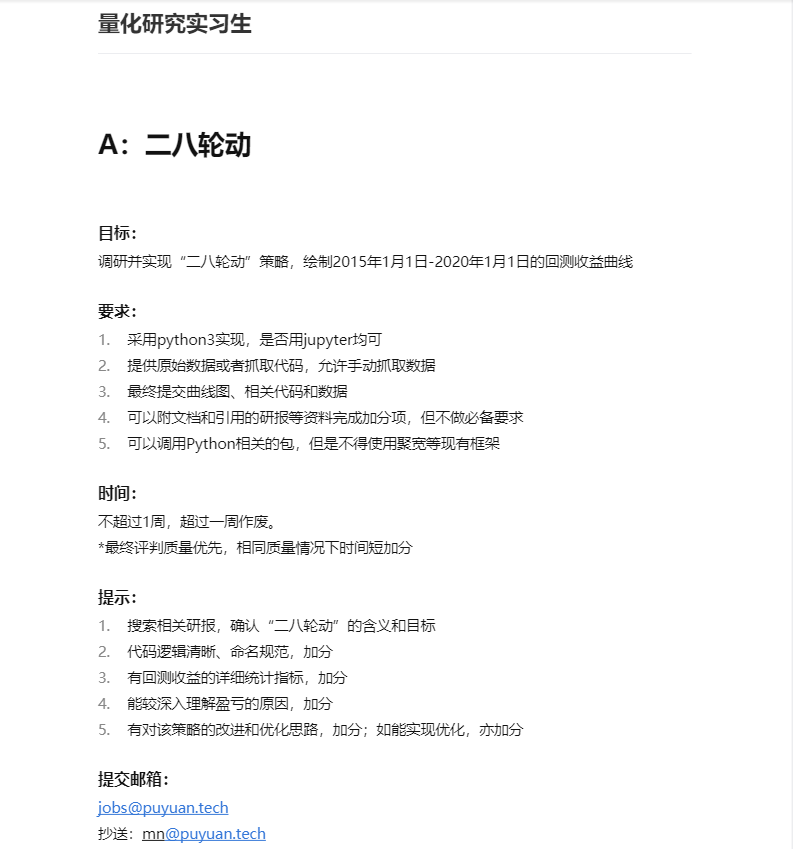 量化研究实习生
A：二八轮动
目标：
调研并实现“二八轮动”策略，绘制2015年1月1日-2020年1月1日的回测收益曲线
要求：
1. 采用python3实现，是否用jupyter均可
2. 提供原始数据或者抓取代码，允许手动抓取数据
3. 最终提交曲线图、相关代码和数据
4. 可以附文档和引用的研报等资料完成加分项，但不做必备要求
5. 可以调用Python相关的包，但是不得使用聚宽等现有框架
时间：
不超过1周，超过一周作废。
*最终评判质量优先，相同质量情况下时间短加分
提示：
1. 搜索相关研报，确认“二八轮动”的含义和目标
2. 代码逻辑清晰、命名规范，加分
3. 有回测收益的详细统计指标，加分
4. 能较深入理解盈亏的原因，加分
5. 有对该策略的改进和优化思路，加分；如能实现优化，亦加分
提交邮箱：
jobs@puyuan.tech
抄送：mn@puyuan.tech